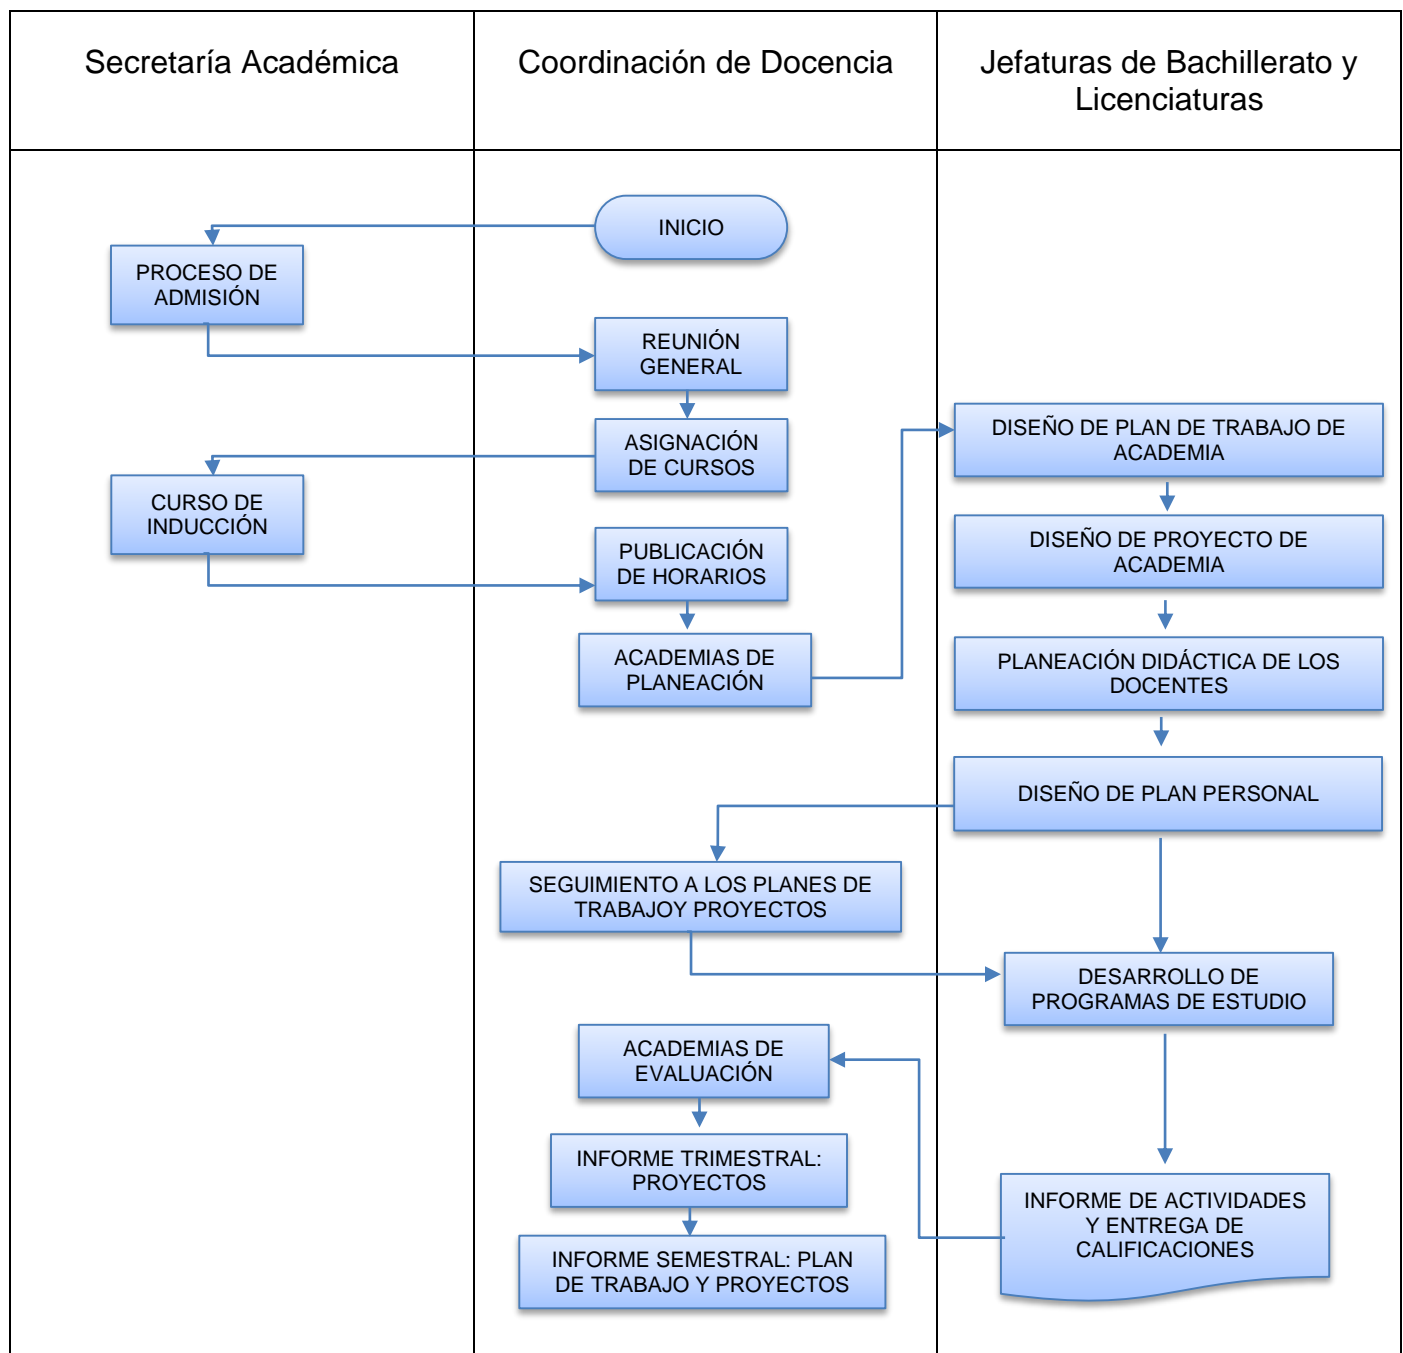 Secretaría Académica
Coordinación de Docencia
Jefaturas de Bachillerato y
Licenciaturas
INICIO
PROCESO DE
ADMISIÓN
REUNIÓN
GENERAL
ASIGNACIÓN
DE CURSOS
CURSO DE
INDUCCIÓN
PUBLICACIÓN
DE HORARIOS
ACADEMIAS DE
PLANEACIÓN
DISEÑO DE PLAN DE TRABAJO DE
ACADEMIA
DISEÑO DE PROYECTO DE
ACADEMIA
PLANEACIÓN DIDÁCTICA DE LOS
DOCENTES
DISEÑO DE PLAN PERSONAL
SEGUIMIENTO A LOS PLANES DE
TRABAJOY PROYECTOS
DESARROLLO DE
PROGRAMAS DE ESTUDIO
INFORME DE ACTIVIDADES
Y ENTREGA DE
CALIFICACIONES
ACADEMIAS DE
EVALUACIÓN
INFORME TRIMESTRAL:
PROYECTOS
INFORME SEMESTRAL: PLAN
DE TRABAJO Y PROYECTOS